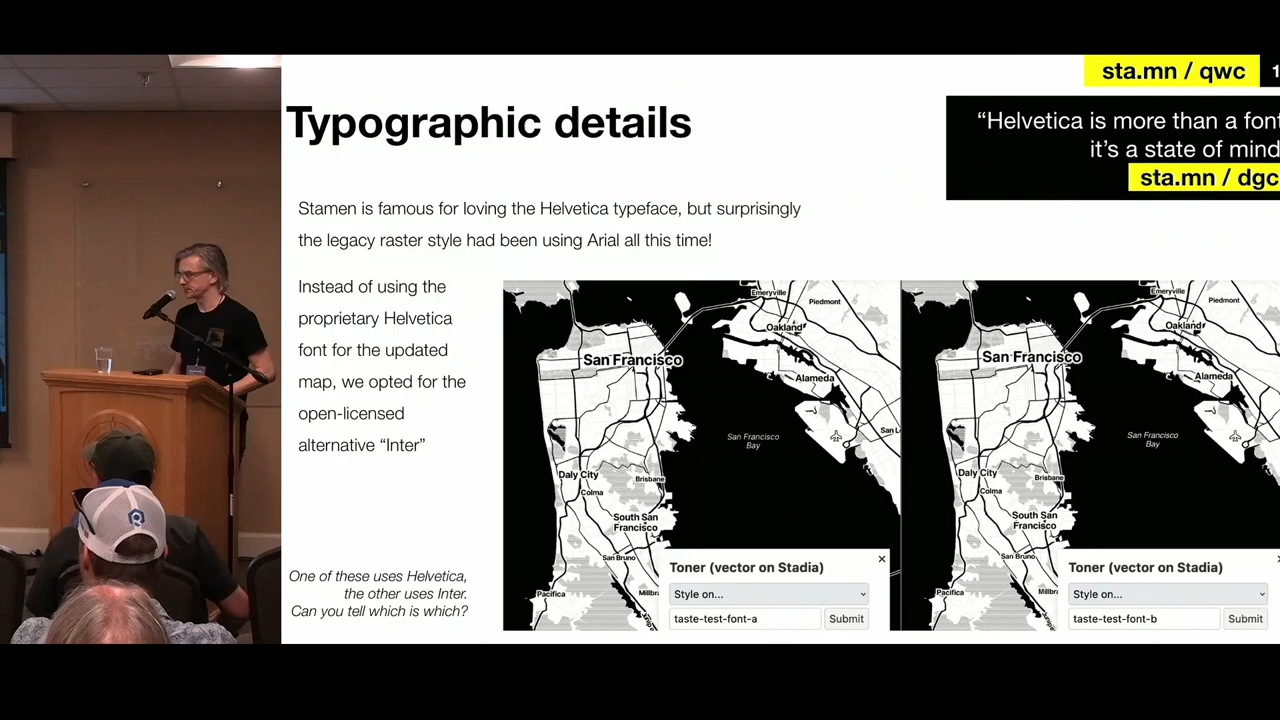 sta.mn / qwc
1
Typographic details
“Helvetica is more than a font
it’s a state of mind
sta.mn / dgc
Stamen is famous for loving the Helvetica typeface, but surprisingly
the legacy raster style had been using Arial all this time!
Instead of using the
proprietary Helvetica
font for the updated
map, we opted for the
open-licensed
alternative “Inter”
One of these uses Helvetica,
the other uses Inter.
Can you tell which is which?
Emeryville
Piedmont
Oakland
San Francisco
Alameda
San L
San Francisco
Bay
Daly City
Brisbane
Colma
South San
Francisco
San Bruno
Pacifica
Millbra
Toner (vector on Stadia)
×
Style on...
taste-test-font-a
Submit
Emeryville
Piedmont
Oakland
San Francisco
Alameda
San Francisco
Bay
Daly City
Brisbane
Colma
South San
Francisco
San Bruno
Pacifica
Millbra
Toner (vector on Stadia)
Style on...
taste-test-font-b
Submit